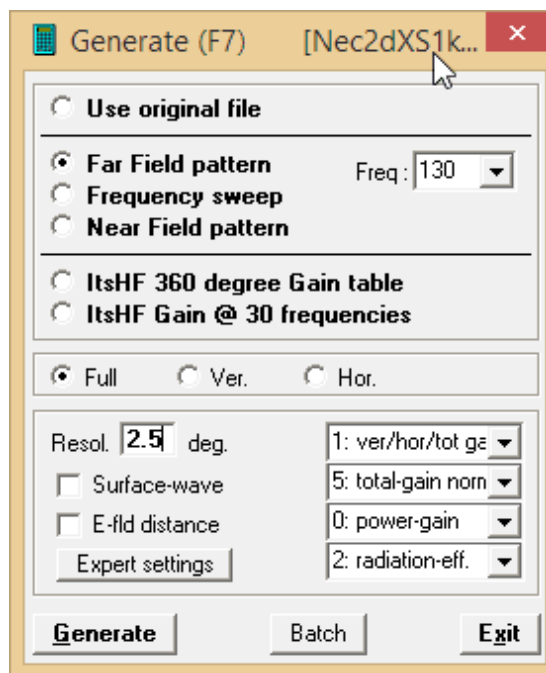 Generate (F7) [Nec2dXS1k...
Use original file
Far Field pattern Freq : 130
Frequency sweep
Near Field pattern
ItsHF 360 degree Gain table
ItsHF Gain @ 30 frequencies
Full Ver. Hor.
Resol. 2.5 deg. 1: ver/hor/tot ga
Surface-wave 5: total-gain norn
E-fld distance 0: power-gain
Expert settings 2: radiation-eff.
Generate Batch Exit